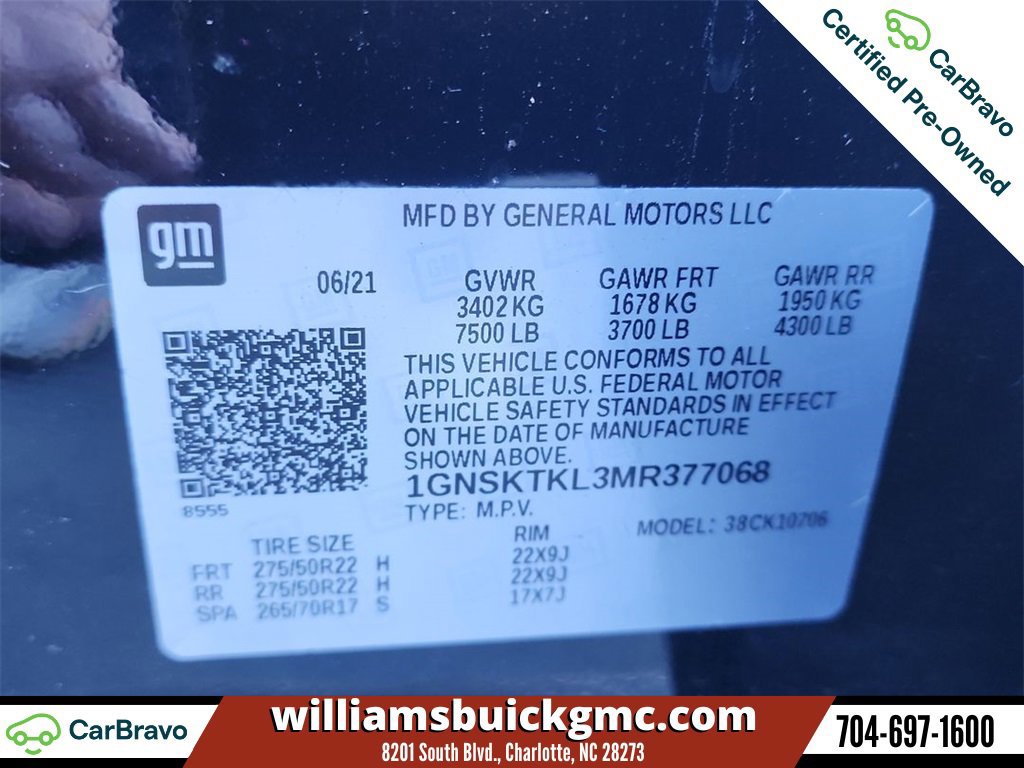 CarBravo
Certified Pre-Owned
gm
MFD BY GENERAL MOTORS LLC
06/21 GVWR GAWR FRT GAWR RR
3402 KG 1678 KG 1950 KG
7500 LB 3700 LB 4300 LB
THIS VEHICLE CONFORMS TO ALL
APPLICABLE U.S. FEDERAL MOTOR
VEHICLE SAFETY STANDARDS IN EFFECT
ON THE DATE OF MANUFACTURE
SHOWN ABOVE.
1GNSKTKL3MR377068
8555
TYPE: M.P.V. MODEL: 38CK10706
TIRE SIZE RIM
FRT 275/50R22 H 22X9J
RR 275/50R22 H 22X9J
SPA 265/70R17 S 17X7J
CarBravo
williamsbuickgmc.com
8201 South Blvd., Charlotte, NC 28273
704-697-1600